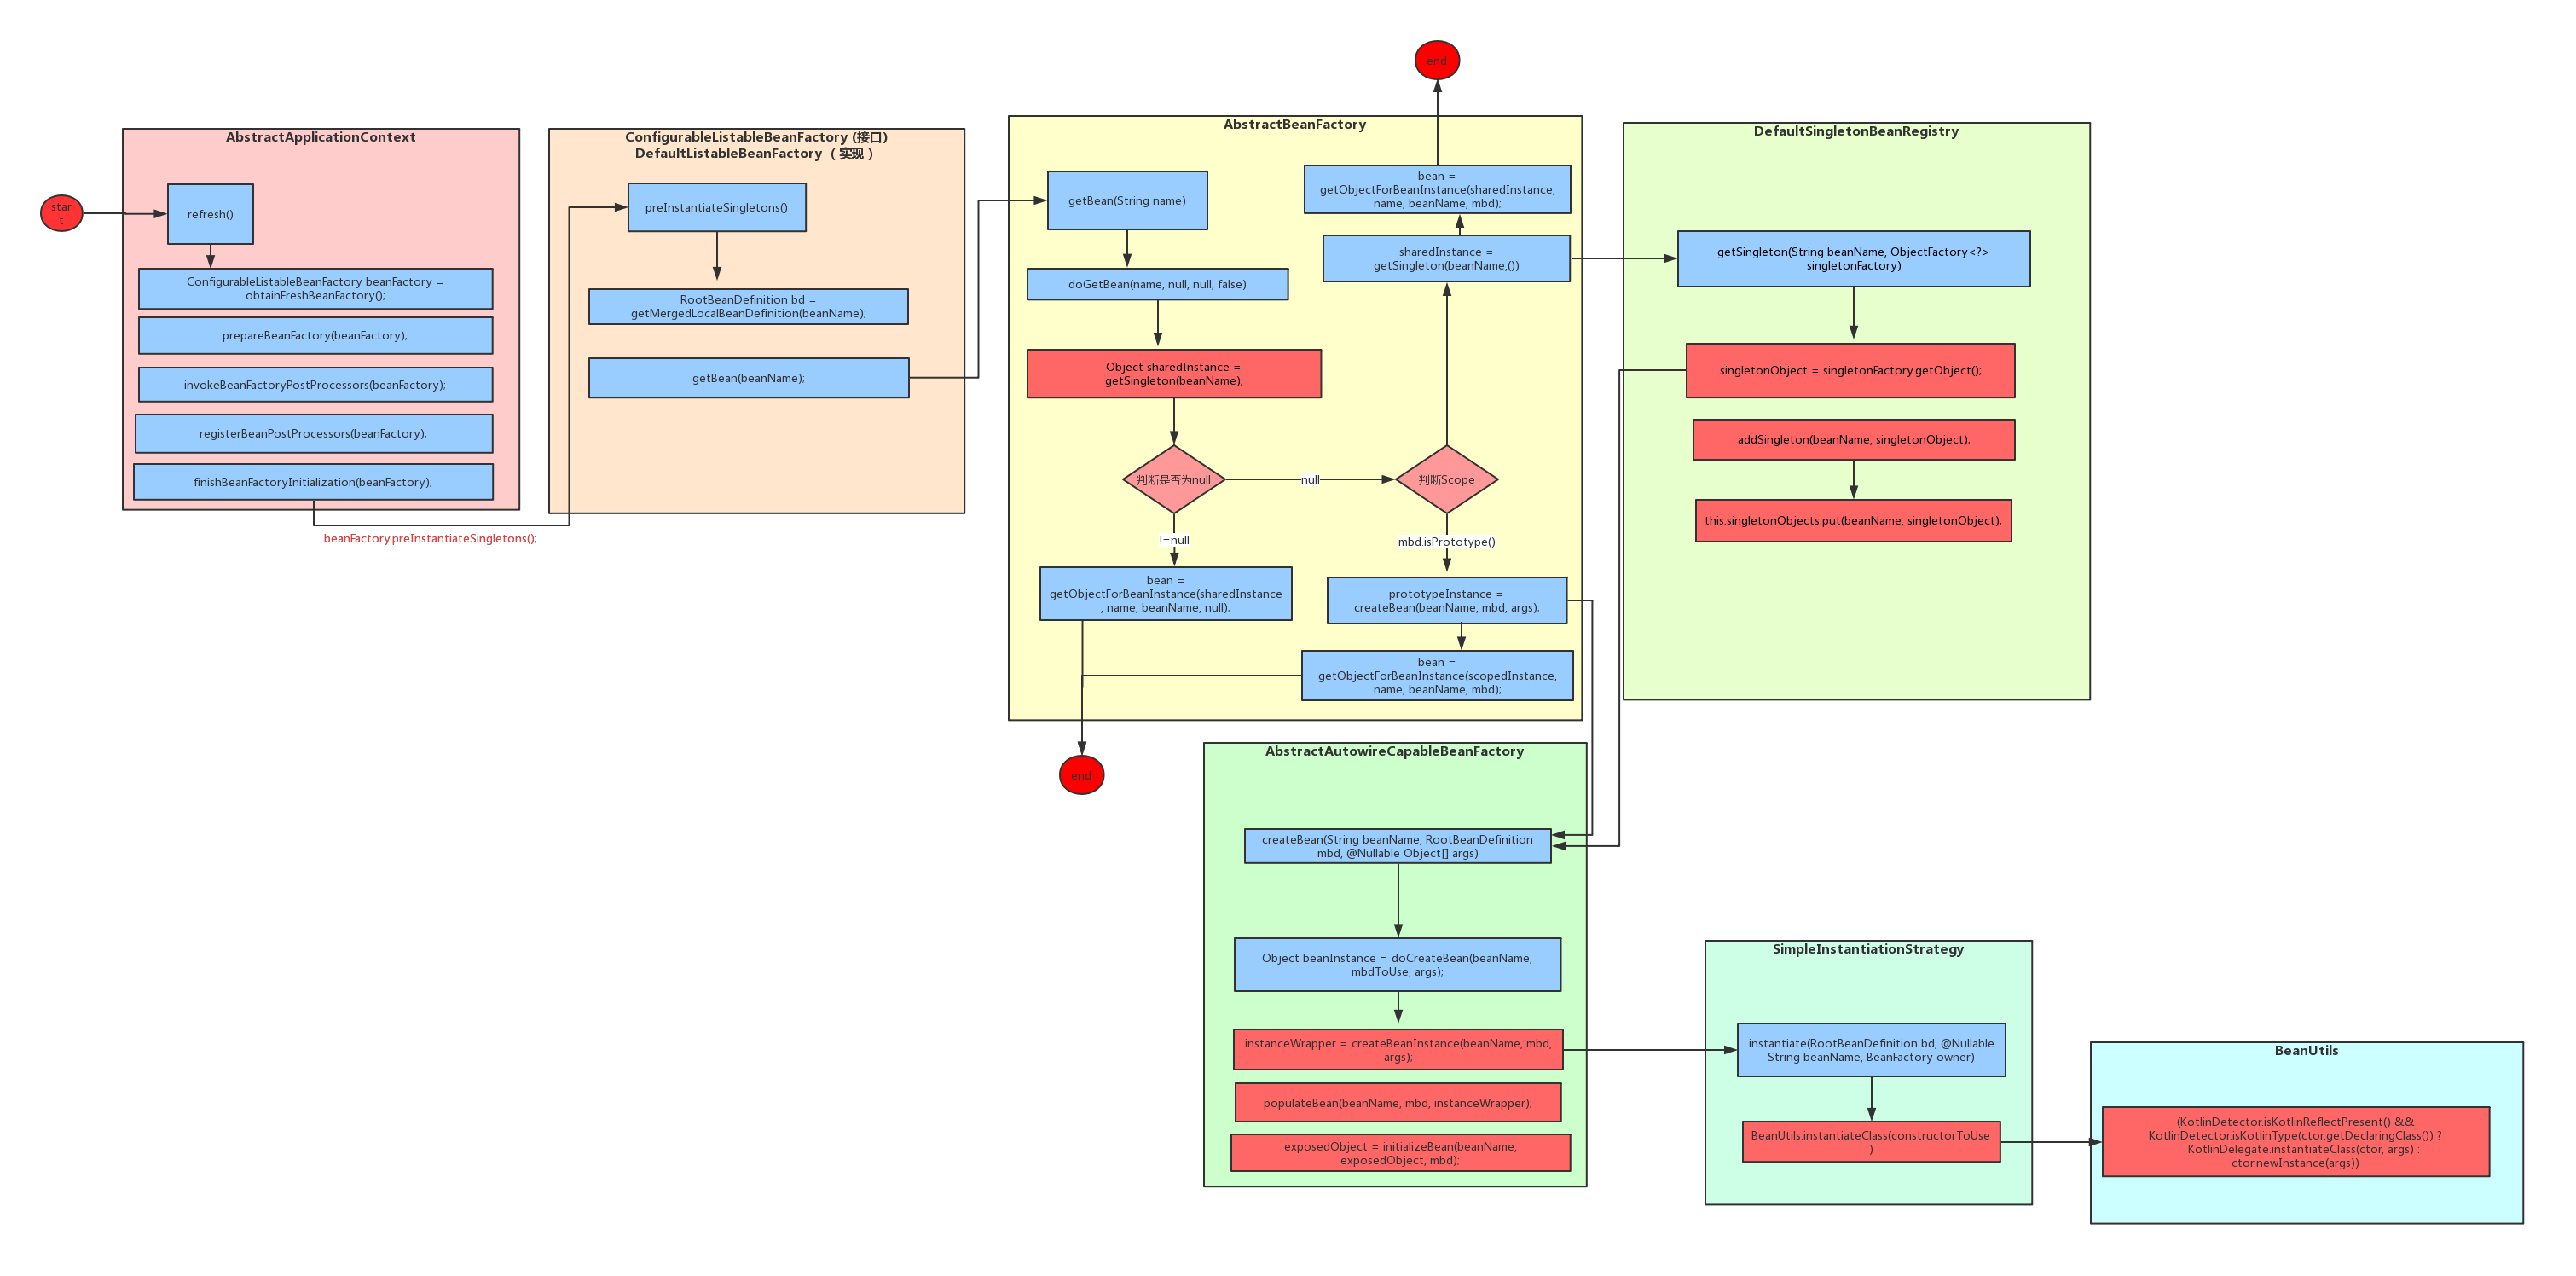 star
t
AbstractApplicationContext
refresh()
ConfigurableListableBeanFactory beanFactory =
obtainFreshBeanFactory();
prepareBeanFactory(beanFactory);
invokeBeanFactoryPostProcessors(beanFactory);
registerBeanPostProcessors(beanFactory);
finishBeanFactoryInitialization(beanFactory);
beanFactory.preInstantiateSingletons();
ConfigurableListableBeanFactory (接口)
DefaultListableBeanFactory（ 实现 ）
preInstantiateSingletons()
RootBeanDefinition bd =
getMergedLocalBeanDefinition(beanName);
getBean(beanName);
end
AbstractBeanFactory
getBean(String name)
doGetBean(name, null, null, false)
Object sharedInstance =
getSingleton(beanName);
判断是否为null
null
!=null
bean =
getObjectForBeanInstance(sharedInstance
, name, beanName, null);
bean =
getObjectForBeanInstance(sharedInstance,
name, beanName, mbd);
sharedInstance =
getSingleton(beanName,())
判断Scope
mbd.isPrototype()
prototypeInstance =
createBean(beanName, mbd, args);
bean =
getObjectForBeanInstance(scopedInstance,
name, beanName, mbd);
end
DefaultSingletonBeanRegistry
getSingleton(String beanName, ObjectFactory<?>
singletonFactory)
singletonObject = singletonFactory.getObject();
addSingleton(beanName, singletonObject);
this.singletonObjects.put(beanName, singletonObject);
AbstractAutowireCapableBeanFactory
createBean(String beanName, RootBeanDefinition
mbd, @Nullable Object[] args)
Object beanInstance = doCreateBean(beanName,
mbdToUse, args);
instanceWrapper = createBeanInstance(beanName, mbd,
args);
populateBean(beanName, mbd, instanceWrapper);
exposedObject = initializeBean(beanName,
exposedObject, mbd);
SimpleInstantiationStrategy
instantiate(RootBeanDefinition bd, @Nullable
String beanName, BeanFactory owner)
BeanUtils.instantiateClass(constructorToUse
)
BeanUtils
(KotlinDetector.isKotlinReflectPresent() &&
KotlinDetector.isKotlinType(ctor.getDeclaringClass()) ?
KotlinDelegate.instantiateClass(ctor, args) :
ctor.newInstance(args))